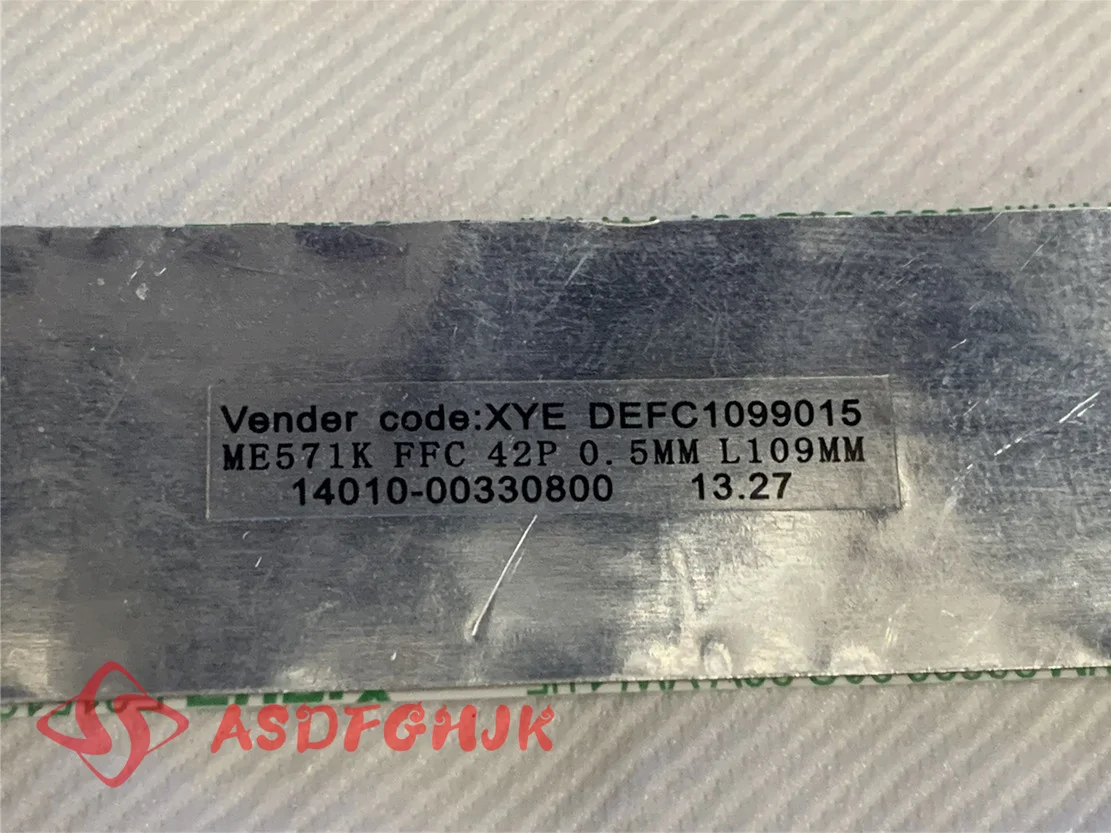 Vender code:XYE DEFC1099015
ME571K FFC 42P 0.5MM L109MM
14010-00330800 13.27
ASDFGHJK